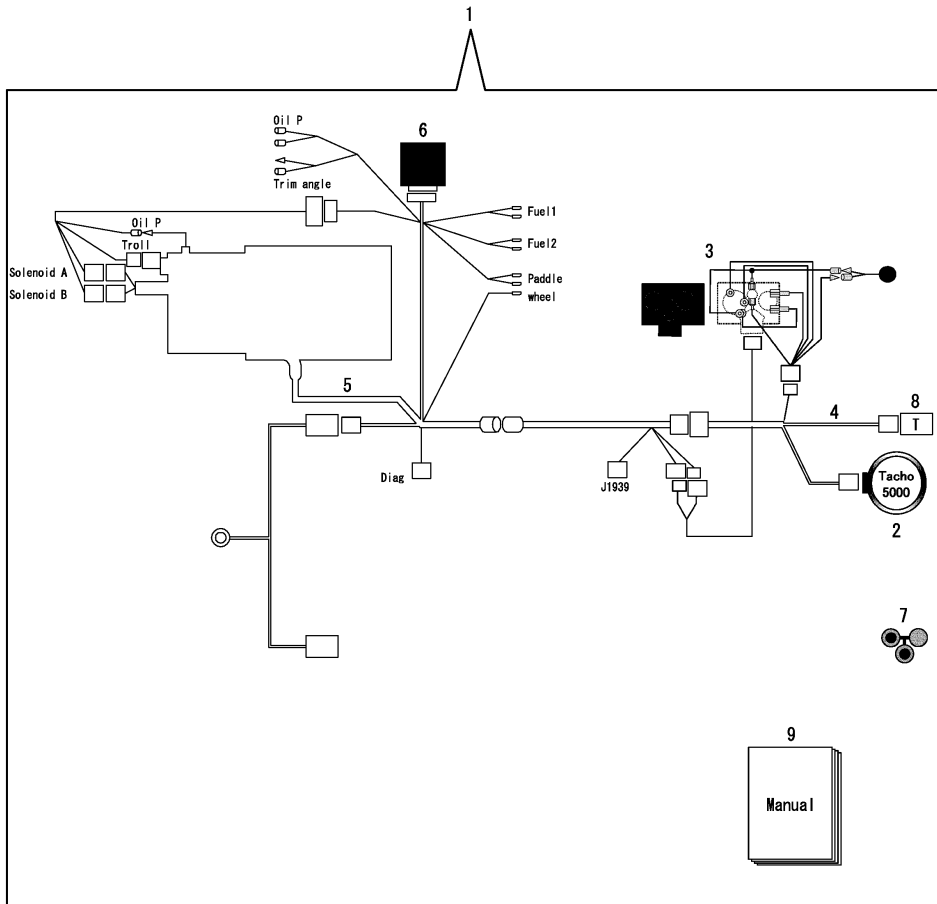 1
Oil P
6
Trim angle
Fuel1
Oil P
Troll
Fuel2
3
Solenoid A
Paddle
Solenoid B
wheel
5
4
8
T
Diag
J1939
Tacho
5000
2
7
9
Manual